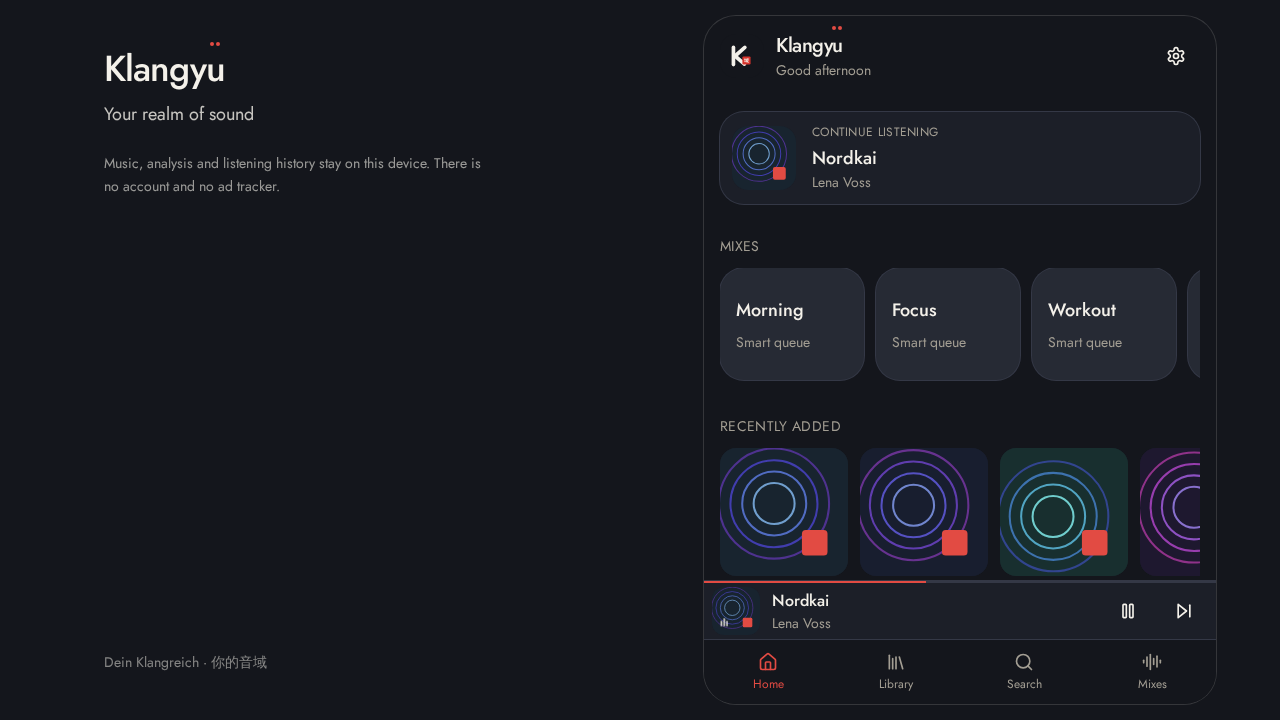 Klangyü
Your realm of sound
Music, analysis and listening history stay on this device. There is
no account and no ad tracker.
Dein Klangreich · 你的音域
Klangyü
Good afternoon
CONTINUE LISTENING
Nordkai
Lena Voss
MIXES
Morning
Smart queue
Focus
Smart queue
Workout
Smart queue
RECENTLY ADDED
Nordkai
Lena Voss
Home
Library
Search
Mixes